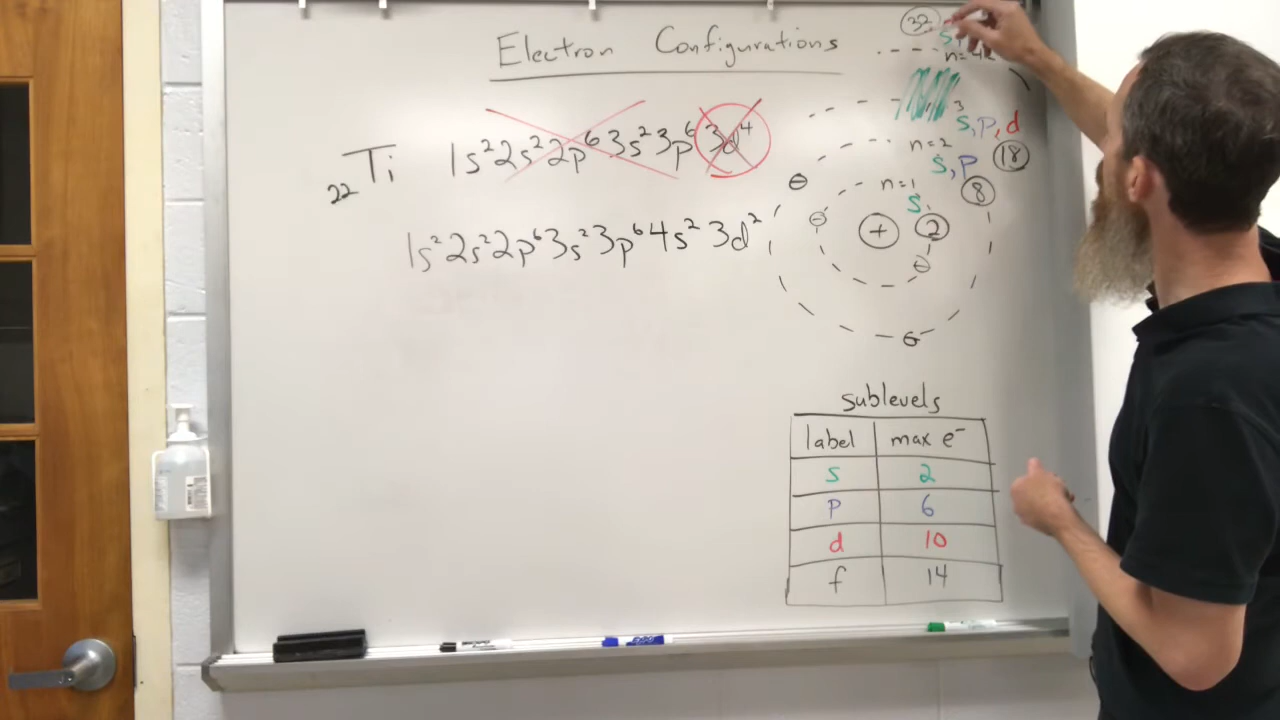 Electron Configurations
32
s,
n=4
3
s, p, d
18
n=2
s, p
8
n=1
s
+ 2
22Ti 1s²2s²2p⁶3s²3p⁶3d⁴
1s²2s²2p⁶3s²3p⁶4s²3d²
sublevels
label max e⁻
s 2
p 6
d 10
f 14
EXPO